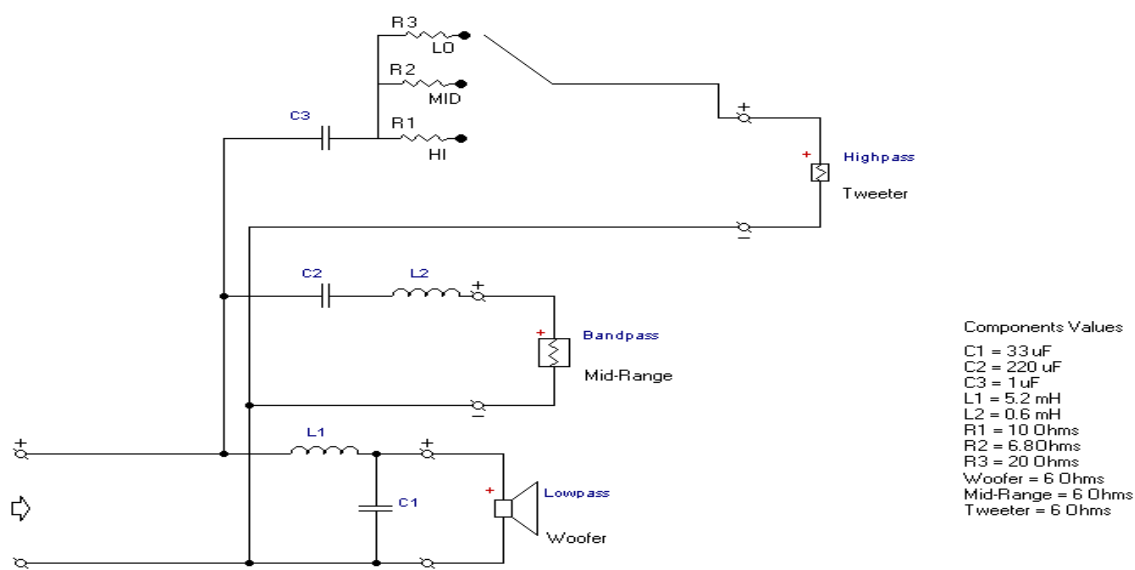 R3
LO
R2
MID
C3
R1
HI
+
+
Highpass
Tweeter
–
C2
L2
+
+
Bandpass
Mid-Range
–
Components Values
C1 = 33 uF
C2 = 220 uF
C3 = 1 uF
L1 = 5.2 mH
L2 = 0.6 mH
R1 = 10 Ohms
R2 = 6.8 Ohms
R3 = 20 Ohms
Woofer = 6 Ohms
Mid-Range = 6 Ohms
Tweeter = 6 Ohms
+
L1
+
+
C1
Lowpass
Woofer